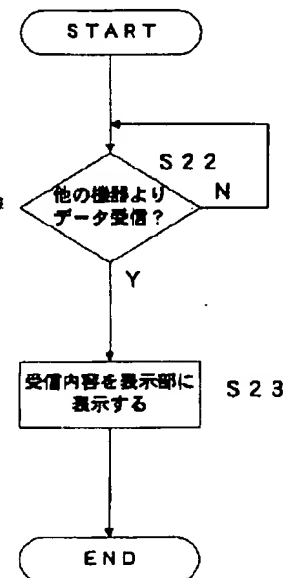 START
S22
他の機器より
データ受信?
N
Y
受信内容を表示部に
表示する
S23
END